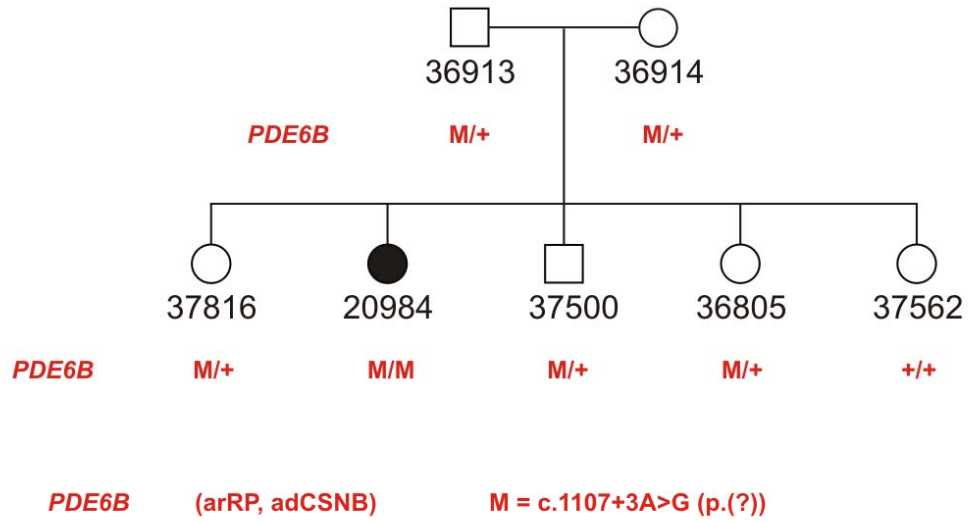 36913 36914
PDE6B M/+ M/+
37816 20984 37500 36805 37562
PDE6B M/+ M/M M/+ M/+ +/+
PDE6B (arRP, adCSNB) M = c.1107+3A>G (p.(?))